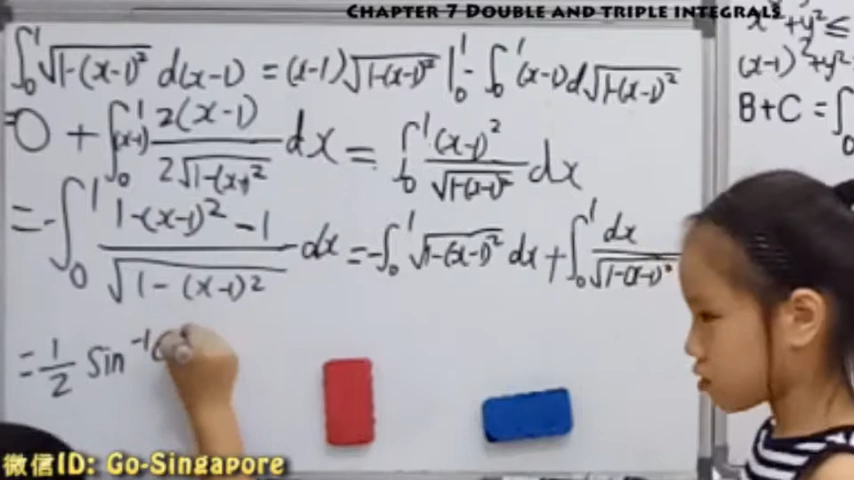 Chapter 7 Double and triple integrals
∫₀¹ √(1-(x-1)²) d(x-1) = (x-1)√(1-(x-1)²) |₀¹ - ∫₀¹ (x-1)d√(1-(x-1)²)
=0 + ∫₀¹ (x-1) 2(x-1)/(2√(1-(x-1)²)) dx = ∫₀¹ (x-1)²/√(1-(x-1)²) dx
= -∫₀¹ (1-(x-1)²-1)/√(1-(x-1)²) dx = -∫₀¹ √(1-(x-1)²) dx + ∫₀¹ dx/√(1-(x-1)²)
= 1/2 sin⁻¹(
x²+y² ≤
(x-1)²+y²
B+C = ∫₀
微信ID: Go-Singapore